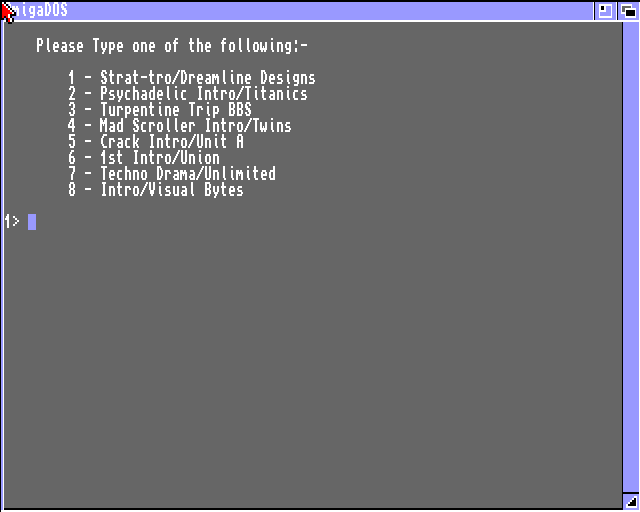 migaDOS
Please Type one of the following:-
1 - Strat-tro/Dreamline Designs
2 - Psychadelic Intro/Titanics
3 - Turpentine Trip BBS
4 - Mad Scroller Intro/Twins
5 - Crack Intro/Unit A
6 - 1st Intro/Union
7 - Techno Drama/Unlimited
8 - Intro/Visual Bytes
1>